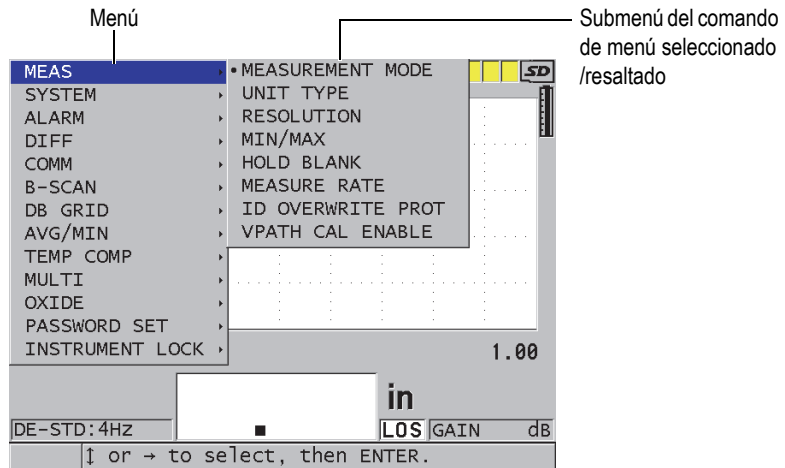 Menú
Submenú del comando
de menú seleccionado
/resaltado
MEAS
SYSTEM
ALARM
DIFF
COMM
B-SCAN
DB GRID
AVG/MIN
TEMP COMP
MULTI
OXIDE
PASSWORD SET
INSTRUMENT LOCK
•MEASUREMENT MODE
UNIT TYPE
RESOLUTION
MIN/MAX
HOLD BLANK
MEASURE RATE
ID OVERWRITE PROT
VPATH CAL ENABLE
SD
1.00
in
DE-STD:4Hz
LOS GAIN dB
↕ or → to select, then ENTER.